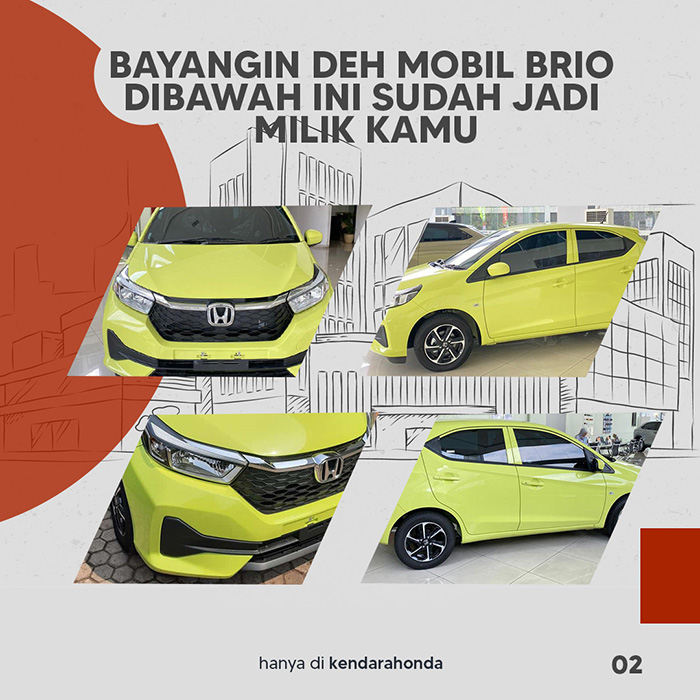 BAYANGIN DEH MOBIL BRIO
DIBAWAH INI SUDAH JADI
MILIK KAMU
hanya di kendarahonda
02